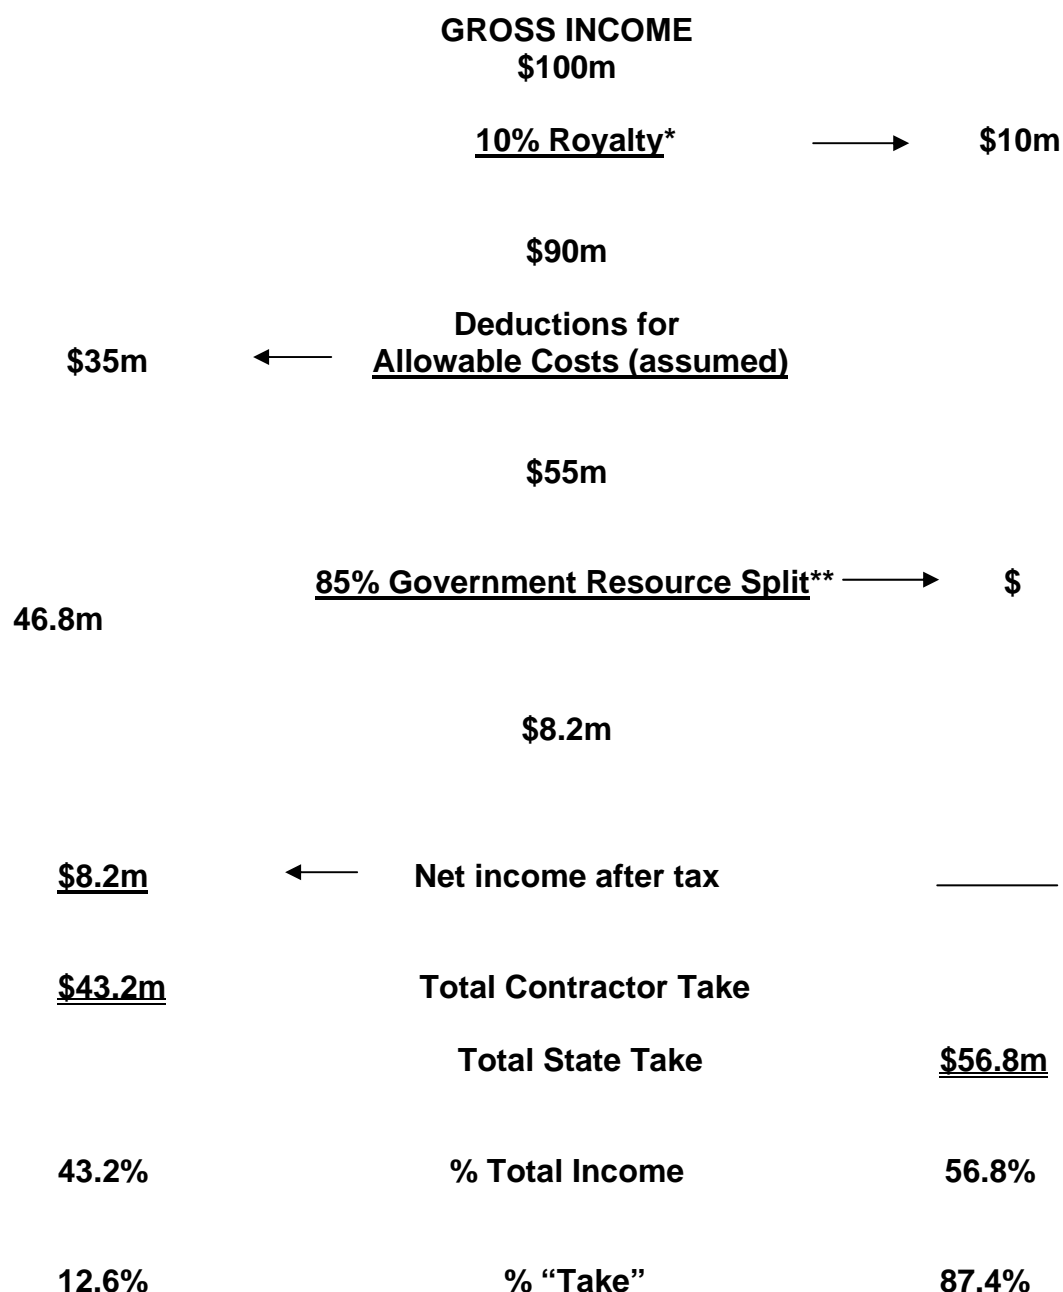 GROSS INCOME
$100m
10% Royalty* $10m
$90m
Deductions for
$35m Allowable Costs (assumed)
$55m
85% Government Resource Split** $
46.8m
$8.2m
$8.2m Net income after tax
$43.2m Total Contractor Take
Total State Take $56.8m
43.2% % Total Income 56.8%
12.6% % “Take” 87.4%